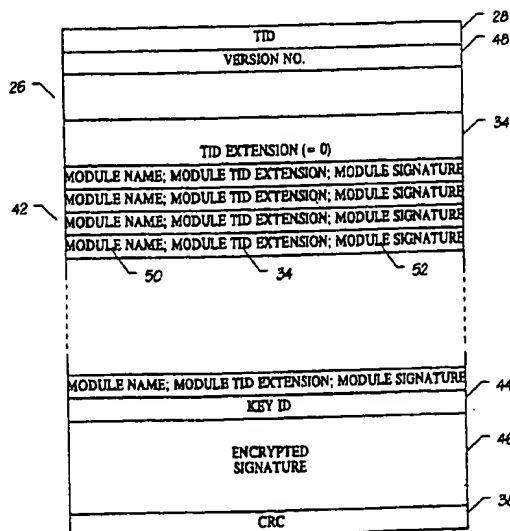 TID
28
VERSION NO.
48
26
34
TID EXTENSION (= 0)
MODULE NAME; MODULE TID EXTENSION; MODULE SIGNATURE
MODULE NAME; MODULE TID EXTENSION; MODULE SIGNATURE
42
MODULE NAME; MODULE TID EXTENSION; MODULE SIGNATURE
MODULE NAME; MODULE TID EXTENSION; MODULE SIGNATURE
50 34 52
MODULE NAME; MODULE TID EXTENSION; MODULE SIGNATURE
44
KEY ID
46
ENCRYPTED
SIGNATURE
CRC